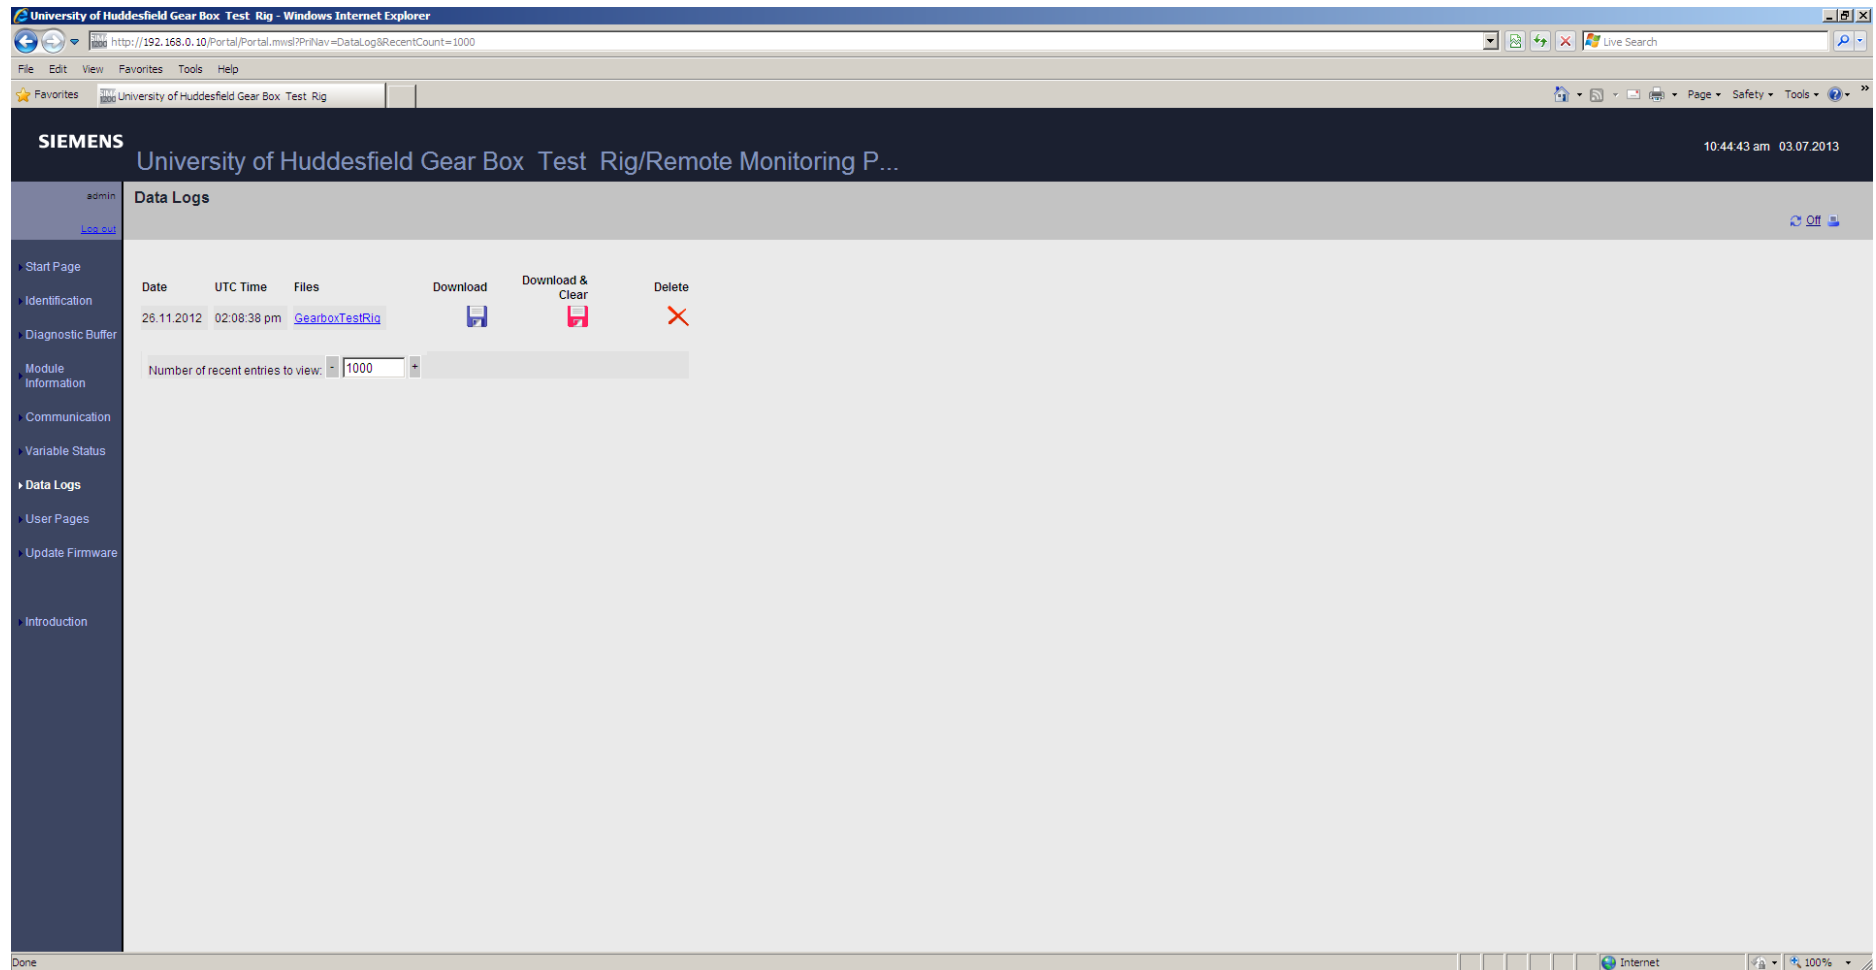 University of Huddesfield Gear Box Test Rig - Windows Internet Explorer
http://192.168.0.10/Portal/Portal.mwsl?PriNav=DataLog&RecentCount=1000
Live Search
File Edit View Favorites Tools Help
Favorites University of Huddesfield Gear Box Test Rig
Page Safety Tools
SIEMENS
University of Huddesfield Gear Box Test Rig/Remote Monitoring P...
10:44:43 am 03.07.2013
admin
Log out
Data Logs
Off
Start Page
Identification
Diagnostic Buffer
Module
Information
Communication
Variable Status
Data Logs
User Pages
Update Firmware
Introduction
Date UTC Time Files Download Download & Clear Delete
26.11.2012 02:08:38 pm GearboxTestRig
Number of recent entries to view: - 1000 +
Done
Internet
100%